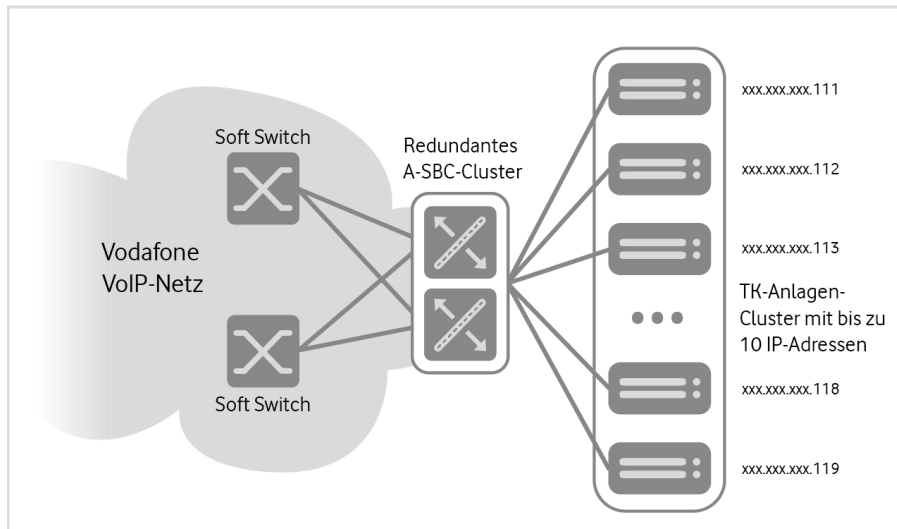 Soft Switch
Redundantes
A-SBC-Cluster
Vodafone
VoIP-Netz
Soft Switch
xxx.xxx.xxx.111
xxx.xxx.xxx.112
xxx.xxx.xxx.113
TK-Anlagen-
Cluster mit bis zu
10 IP-Adressen
xxx.xxx.xxx.118
xxx.xxx.xxx.119